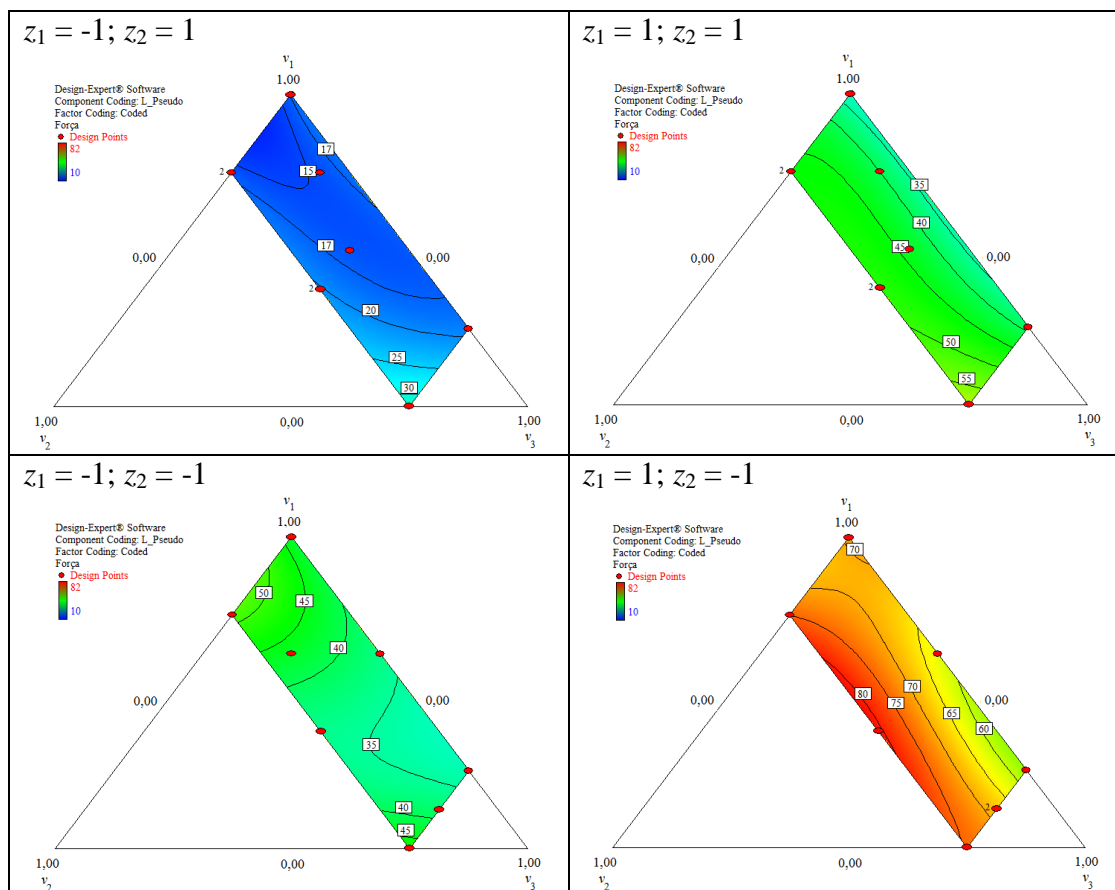 z1 = -1; z2 = 1
Design-Expert® Software
Component Coding: L_Pseudo
Factor Coding: Coded
Força
Design Points
82
10
v1
1,00
17
2
15
0,00
17
0,00
2
20
25
30
1,00
v2
0,00
1,00
v3
z1 = 1; z2 = 1
Design-Expert® Software
Component Coding: L_Pseudo
Factor Coding: Coded
Força
Design Points
82
10
v1
1,00
2
35
40
0,00
45
0,00
2
50
55
1,00
v2
0,00
1,00
v3
z1 = -1; z2 = -1
Design-Expert® Software
Component Coding: L_Pseudo
Factor Coding: Coded
Força
Design Points
82
10
v1
1.00
50
45
40
0,00
0,00
35
40
45
1,00
v2
0,00
1,00
v3
z1 = 1; z2 = -1
Design-Expert® Software
Component Coding: L_Pseudo
Factor Coding: Coded
Força
Design Points
82
10
v1
1.00
70
70
80
75
65
0,00
0,00
60
2
1,00
v2
0,00
1,00
v3